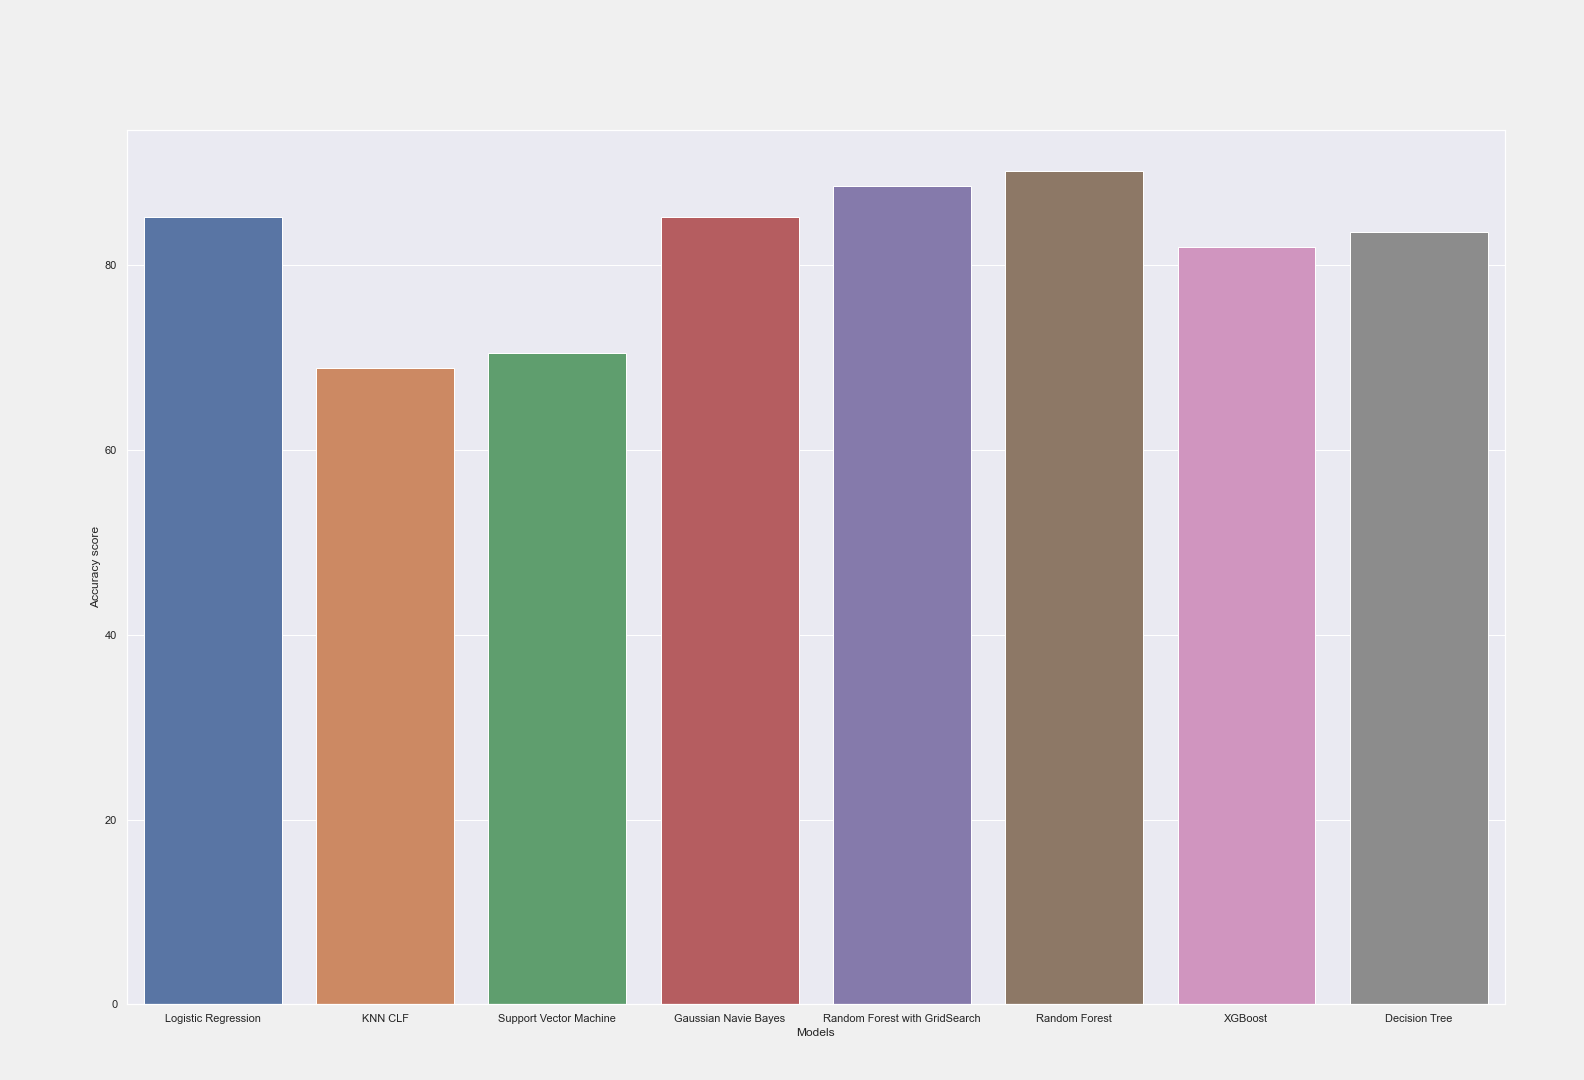 80
60
40
20
0
Accuracy score
Logistic Regression
KNN CLF
Support Vector Machine
Gaussian Navie Bayes
Random Forest with GridSearch
Random Forest
XGBoost
Decision Tree
Models